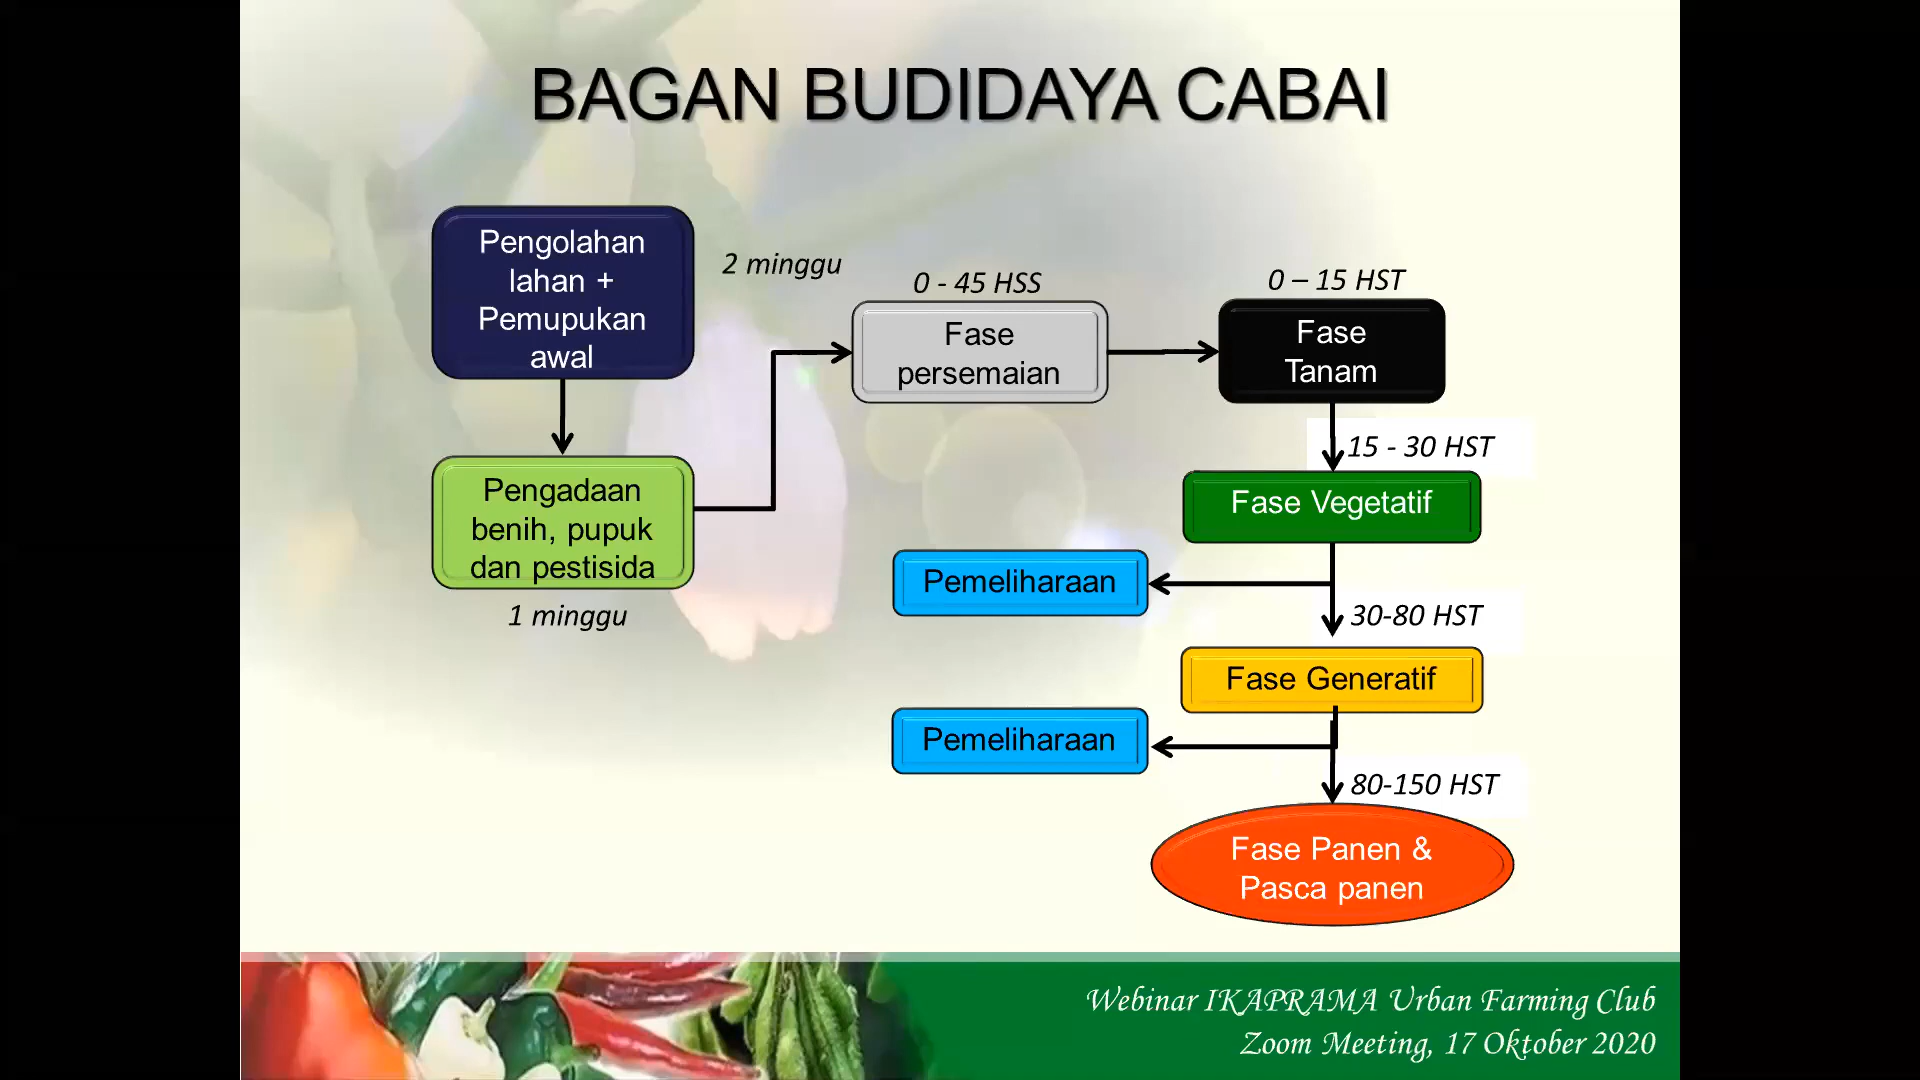 BAGAN BUDIDAYA CABAI
Pengolahan
lahan +
Pemupukan
awal
2 minggu
Pengadaan
benih, pupuk
dan pestisida
1 minggu
0 - 45 HSS
Fase
persemaian
0 – 15 HST
Fase
Tanam
15 - 30 HST
Fase Vegetatif
Pemeliharaan
30-80 HST
Fase Generatif
Pemeliharaan
80-150 HST
Fase Panen &
Pasca panen
Webinar IKAPRAMA Urban Farming Club
Zoom Meeting, 17 Oktober 2020